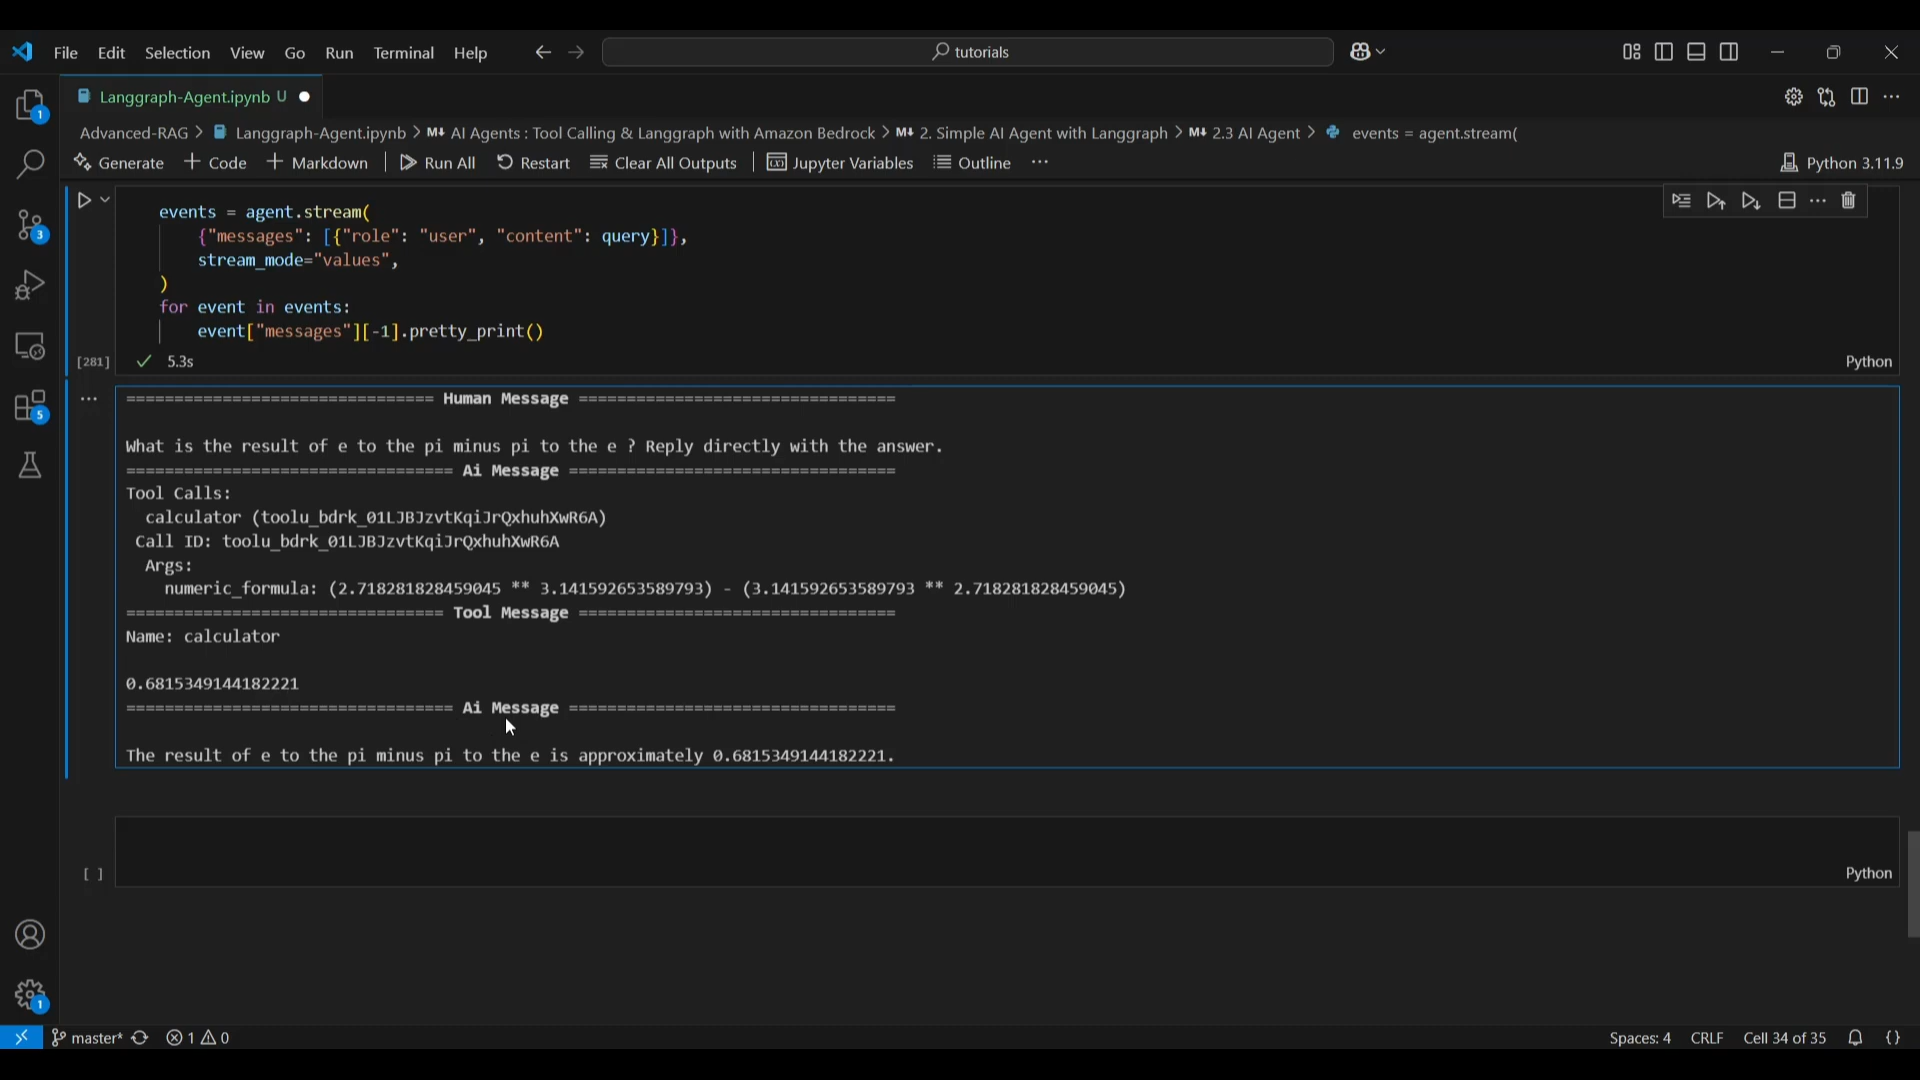 File Edit Selection View Go Run Terminal Help tutorials
Langgraph-Agent.ipynb U
1
Advanced-RAG > Langgraph-Agent.ipynb > M↓ AI Agents : Tool Calling & Langgraph with Amazon Bedrock > M↓ 2. Simple AI Agent with Langgraph > M↓ 2.3 AI Agent > events = agent.stream(
Generate + Code + Markdown Run All Restart Clear All Outputs Jupyter Variables Outline ··· Python 3.11.9
events = agent.stream(
{"messages": [{"role": "user", "content": query}]},
3
stream_mode="values",
)
for event in events:
event["messages"][-1].pretty_print()
[281] 5.3s Python
================================ Human Message =================================
5
What is the result of e to the pi minus pi to the e ? Reply directly with the answer.
================================== Ai Message ==================================
Tool Calls:
calculator (toolu_bdrk_01LJBJzvtKqiJrQxhuhXwR6A)
Call ID: toolu_bdrk_01LJBJzvtKqiJrQxhuhXwR6A
Args:
numeric_formula: (2.718281828459045 ** 3.141592653589793) - (3.141592653589793 ** 2.718281828459045)
================================= Tool Message =================================
Name: calculator
0.6815349144182221
================================== Ai Message ==================================
The result of e to the pi minus pi to the e is approximately 0.6815349144182221.
[ ] Python
1
master* 1 0 Spaces: 4 CRLF Cell 34 of 35 {}